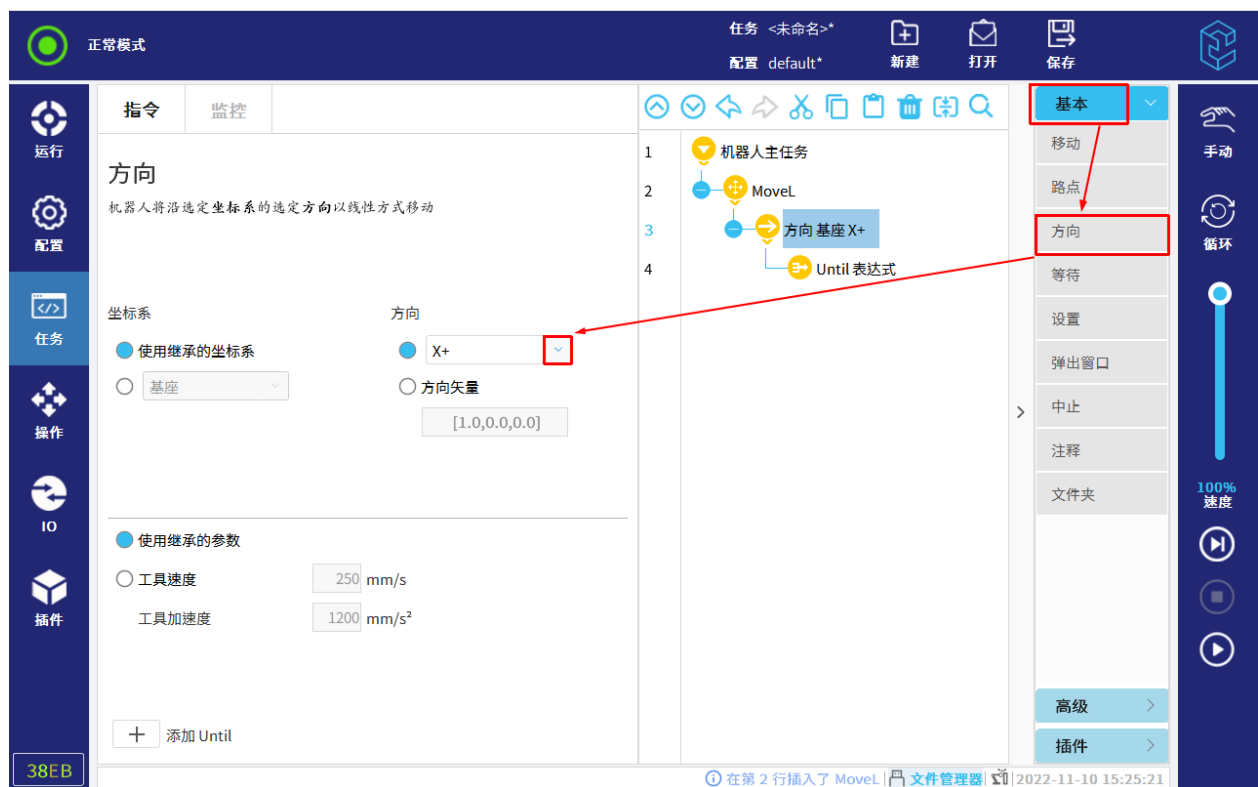 正常模式
任务 <未命名>*
配置 default*
新建
打开
保存
运行
配置
任务
操作
IO
插件
38EB
指令
监控
方向
机器人将沿选定坐标系的选定方向以线性方式移动
坐标系
方向
使用继承的坐标系
X+
基座
方向矢量
[1.0,0.0,0.0]
使用继承的参数
工具速度 250 mm/s
工具加速度 1200 mm/s²
添加 Until
1 机器人主任务
2 MoveL
3 方向 基座 X+
4 Until 表达式
基本
移动
路点
方向
等待
设置
弹出窗口
中止
注释
文件夹
高级
插件
手动
循环
100%
速度
在第 2 行插入了 MoveL
文件管理器
2022-11-10 15:25:21